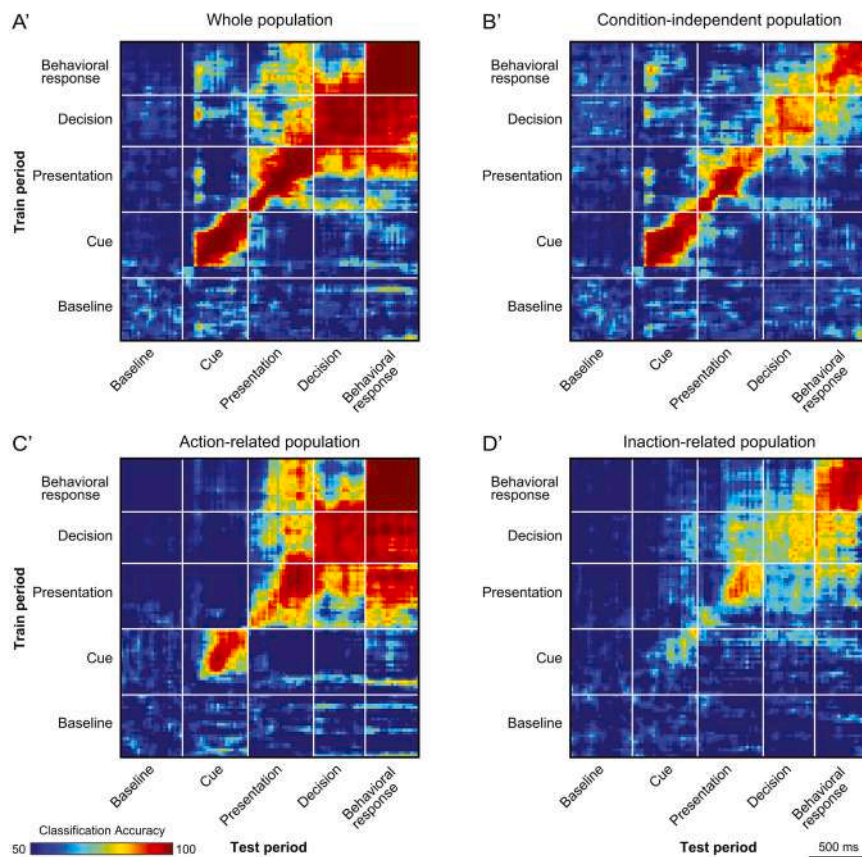 A' Whole population
B' Condition-independent population
Behavioral
response
Decision
Presentation
Cue
Baseline
Train period
Baseline
Cue
Presentation
Decision
Behavioral
response
Behavioral
response
Decision
Presentation
Cue
Baseline
Baseline
Cue
Presentation
Decision
Behavioral
response
C' Action-related population
D' Inaction-related population
Behavioral
response
Decision
Presentation
Cue
Baseline
Train period
Baseline
Cue
Presentation
Decision
Behavioral
response
Behavioral
response
Decision
Presentation
Cue
Baseline
Baseline
Cue
Presentation
Decision
Behavioral
response
Classification Accuracy
50 100
Test period
Test period
500 ms